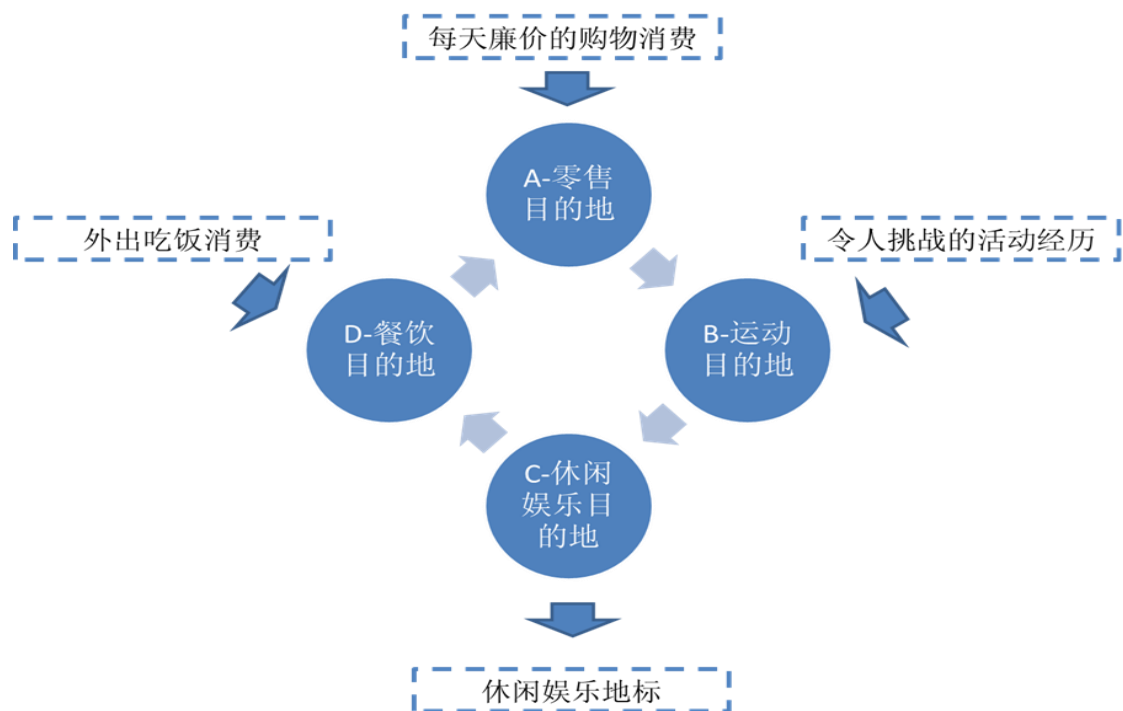 每天廉价的购物消费
A-零售
目的地
外出吃饭消费
令人挑战的活动经历
D-餐饮
目的地
B-运动
目的地
C-休闲
娱乐目
的地
休闲娱乐地标